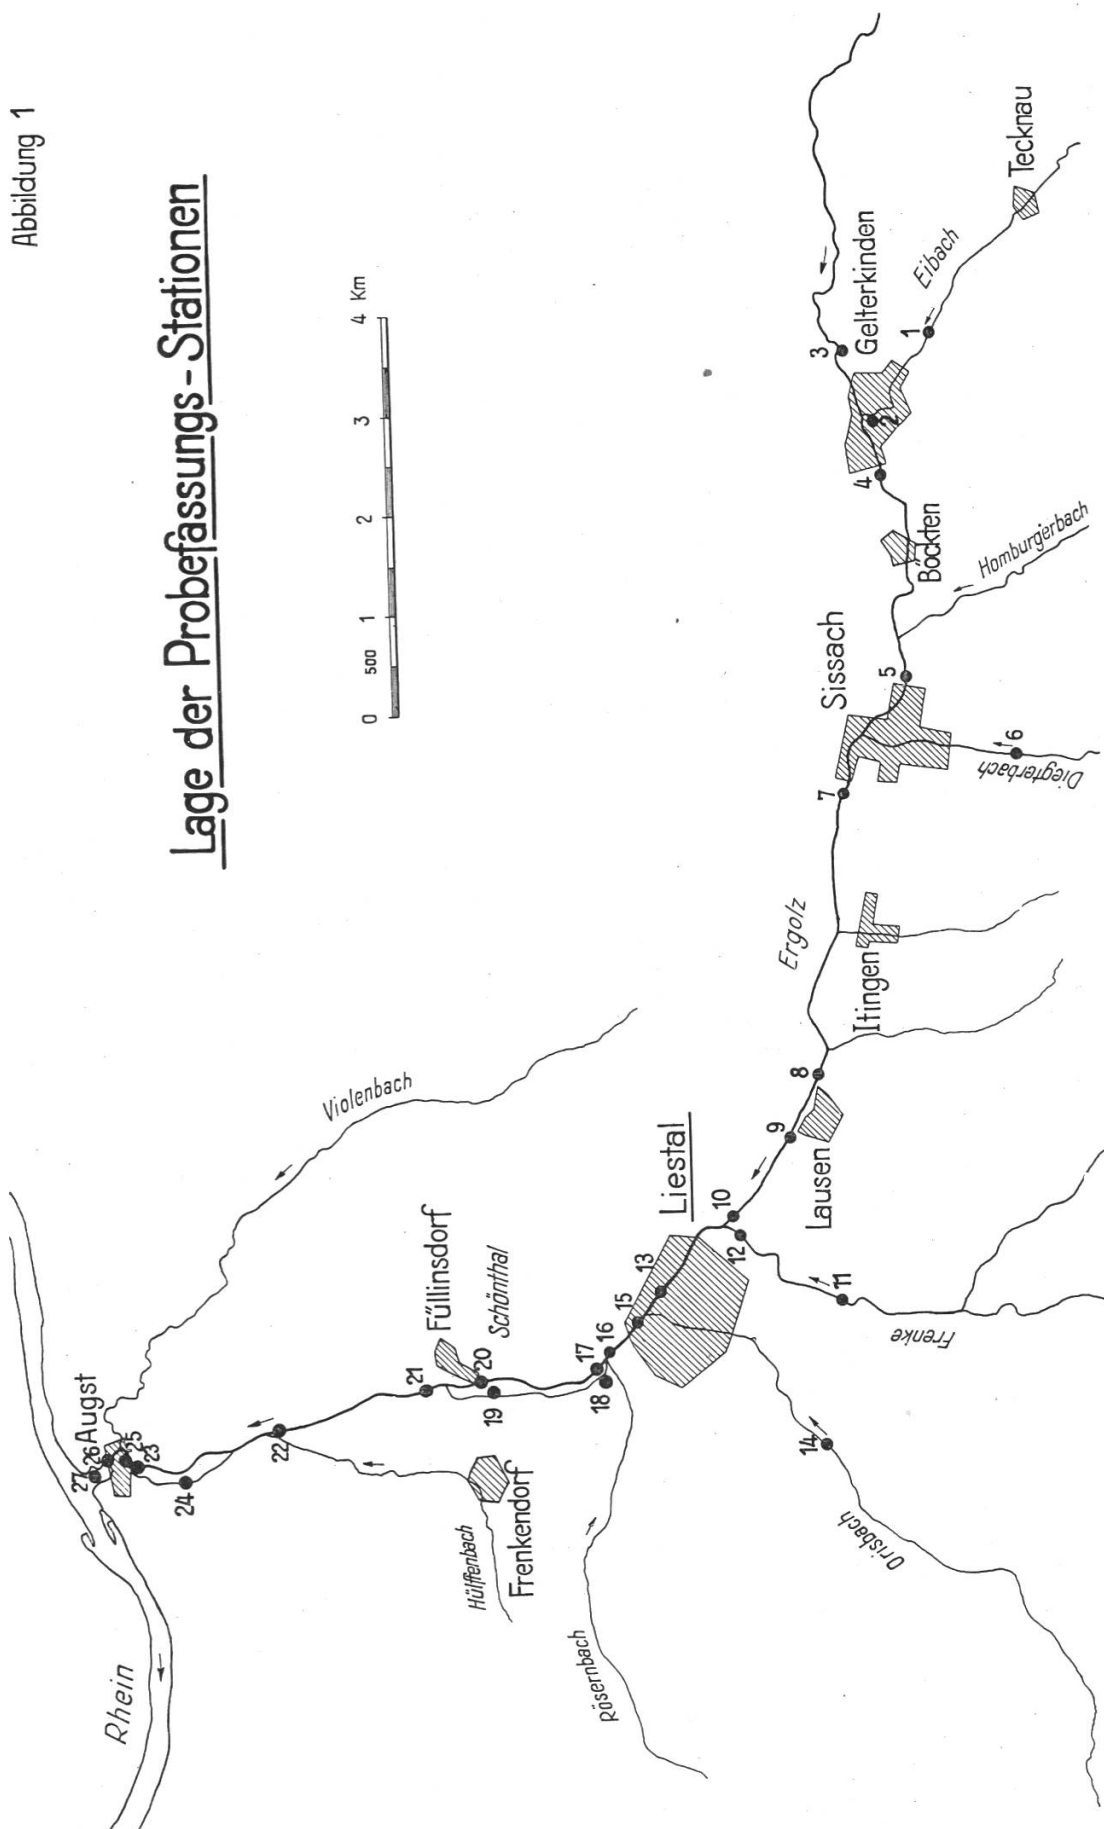 Abbildung 1
Lage der Probefassungs-Stationen
0
500
1
2
3
4 Km
Rhein
27
26
Augst
25
23
24
22
Violenbach
Hülffenbach
Frenkendorf
21
Füllinsdorf
20
Schönthal
19
18
17
16
Rösernbach
15
13
Liestal
14
Orisbach
10
12
11
Frenke
9
Lausen
8
Ergolz
Itingen
7
Sissach
6
Diegterbach
5
Homburgerbach
Böckten
4
2
3
Gelterkinden
1
Eibach
Tecknau